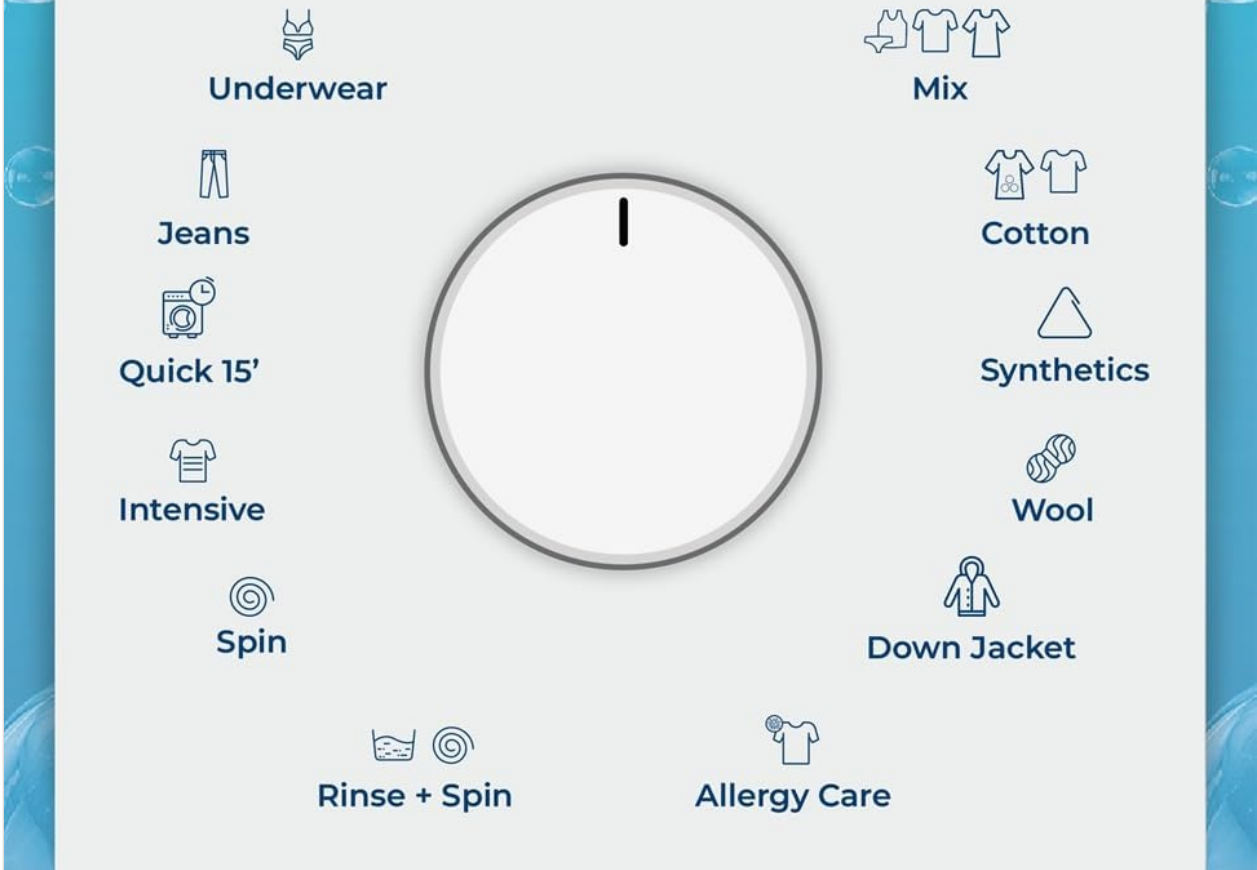 Underwear
Mix
Jeans
Cotton
Quick 15’
Synthetics
Intensive
Wool
Spin
Down Jacket
Rinse + Spin
Allergy Care